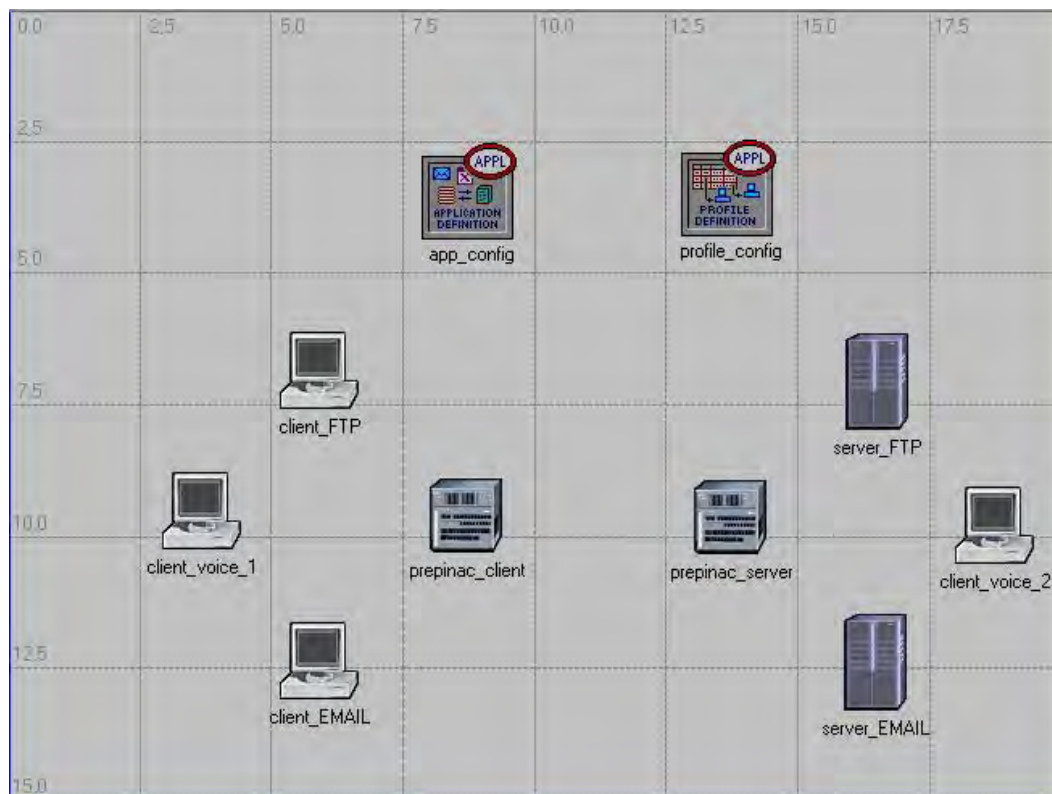 0.0 2.5 5.0 7.5 10.0 12.5 15.0 17.5
2.5
APPL
APPLICATION
DEFINITION
app_config
APPL
PROFILE
DEFINITION
profile_config
5.0
7.5
client_FTP
server_FTP
10.0
client_voice_1
prepinac_client
prepinac_server
client_voice_2
12.5
client_EMAIL
server_EMAIL
15.0